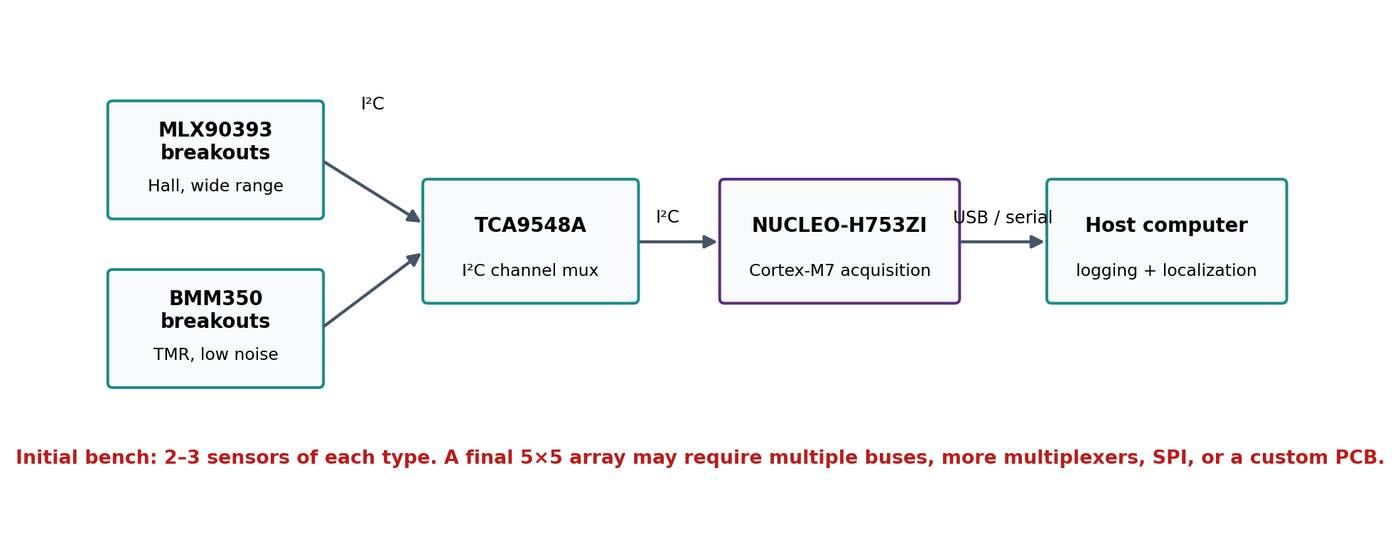 I²C
MLX90393
breakouts
Hall, wide range
BMM350
breakouts
TMR, low noise
TCA9548A
I²C channel mux
I²C
NUCLEO-H753ZI
Cortex-M7 acquisition
USB / serial
Host computer
logging + localization
Initial bench: 2–3 sensors of each type. A final 5×5 array may require multiple buses, more multiplexers, SPI, or a custom PCB.